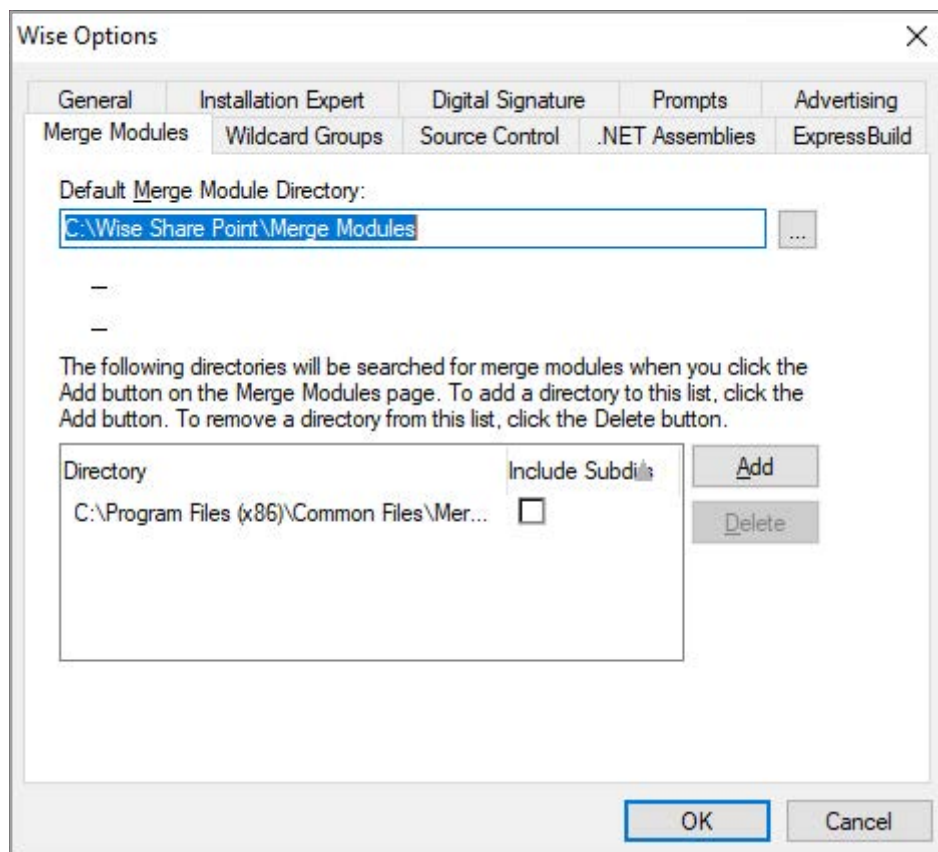 Wise Options
General Installation Expert Digital Signature Prompts Advertising
Merge Modules Wildcard Groups Source Control .NET Assemblies ExpressBuild
Default Merge Module Directory:
C:\Wise Share Point\Merge Modules
...
The following directories will be searched for merge modules when you click the
Add button on the Merge Modules page. To add a directory to this list, click the
Add button. To remove a directory from this list, click the Delete button.
Directory Include Subdirs Add
C:\Program Files (x86)\Common Files\Mer...
Delete
OK Cancel